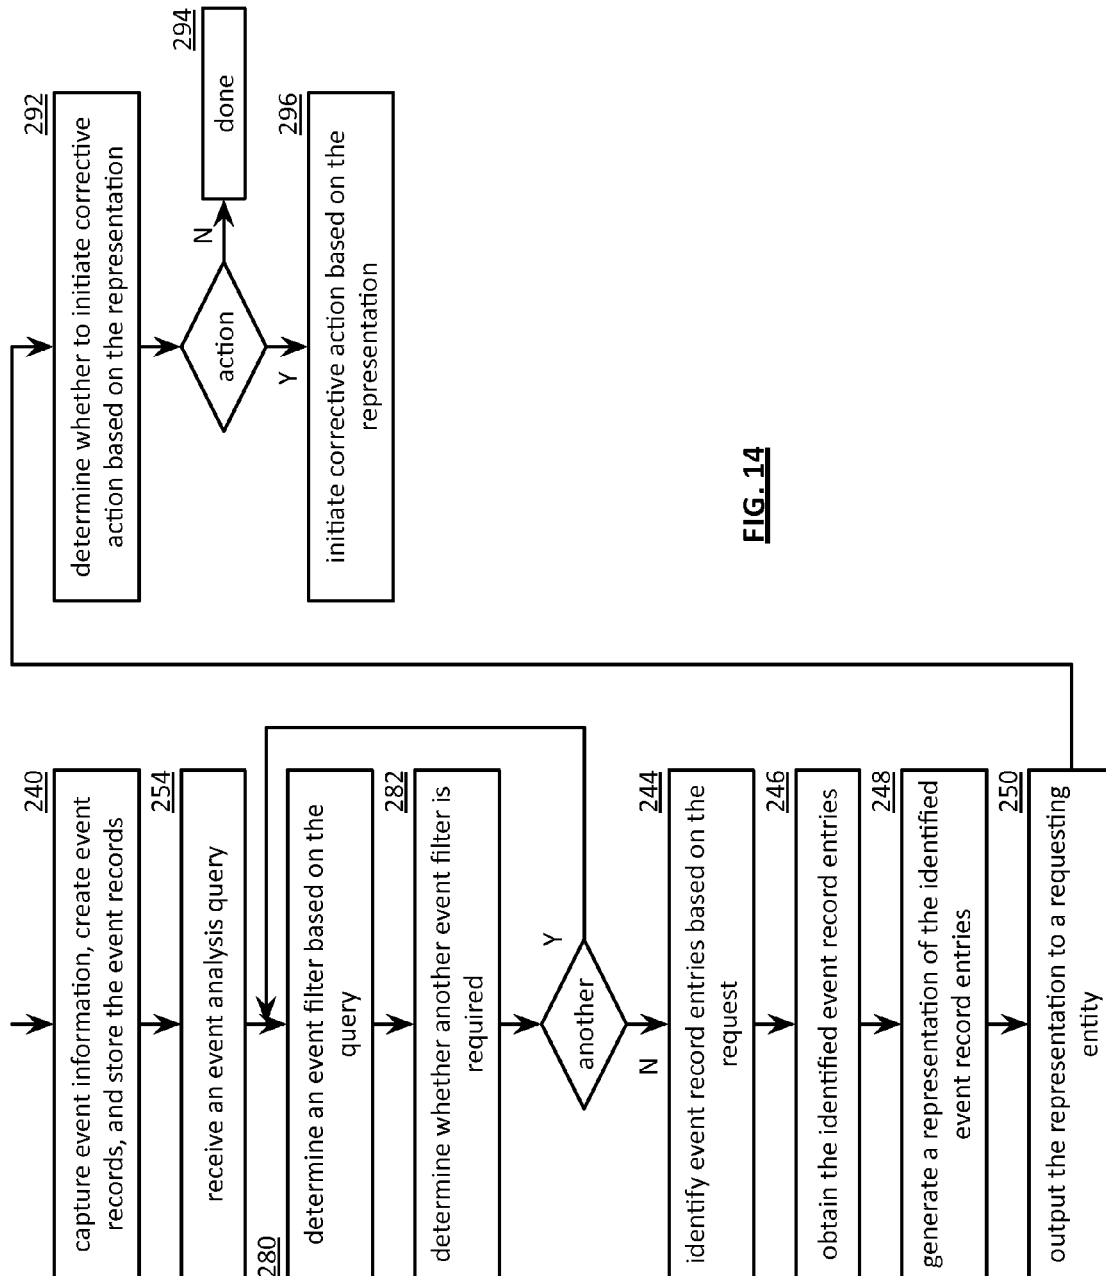 240
capture event information, create event
records, and store the event records
254
receive an event analysis query
280
determine an event filter based on the
query
282
determine whether another event filter is
required
another
Y
N
244
identify event record entries based on the
request
246
obtain the identified event record entries
248
generate a representation of the identified
event record entries
250
output the representation to a requesting
entity
292
determine whether to initiate corrective
action based on the representation
action
N
294
done
Y
296
initiate corrective action based on the
representation
FIG. 14